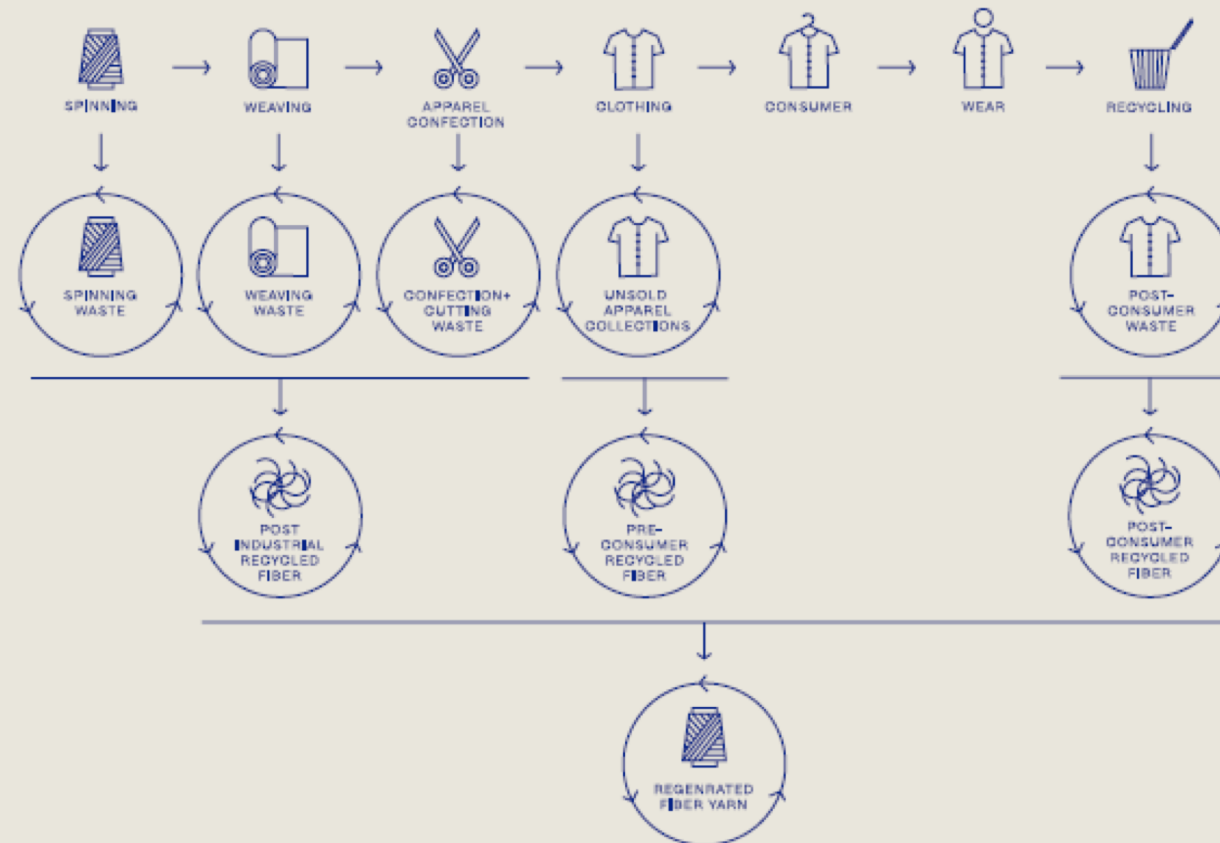 SPINNING
WEAVING
APPAREL
CONFECTION
CLOTHING
CONSUMER
WEAR
RECYCLING
SPINNING
WASTE
WEAVING
WASTE
CONFECTION+
CUTTING
WASTE
UNSOLD
APPAREL
COLLECTIONS
POST-
CONSUMER
WASTE
POST
INDUSTRIAL
RECYCLED
FIBER
PRE-
CONSUMER
RECYCLED
FIBER
POST-
CONSUMER
RECYCLED
FIBER
REGENRATED
FIBER YARN